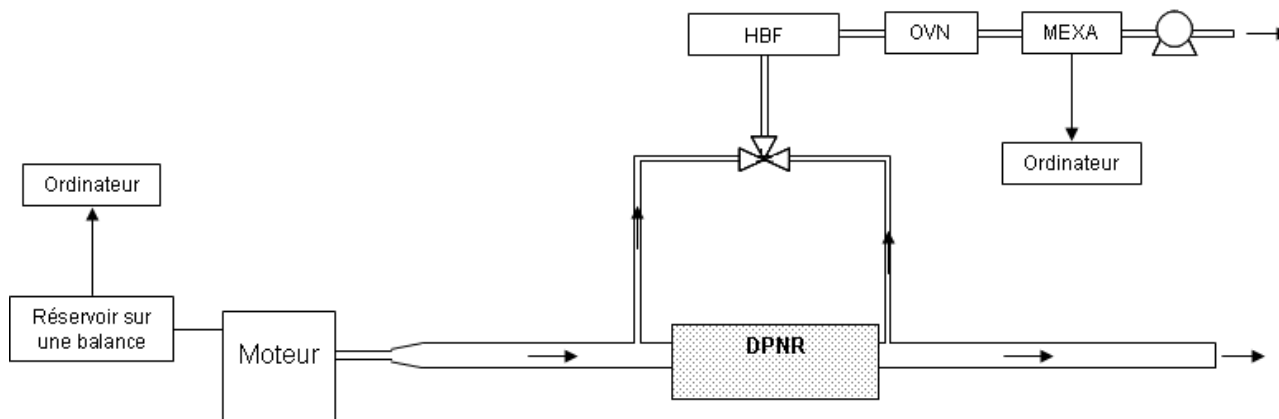 HBF
OVN
MEXA
Ordinateur
Ordinateur
Réservoir sur
une balance
Moteur
DPNR